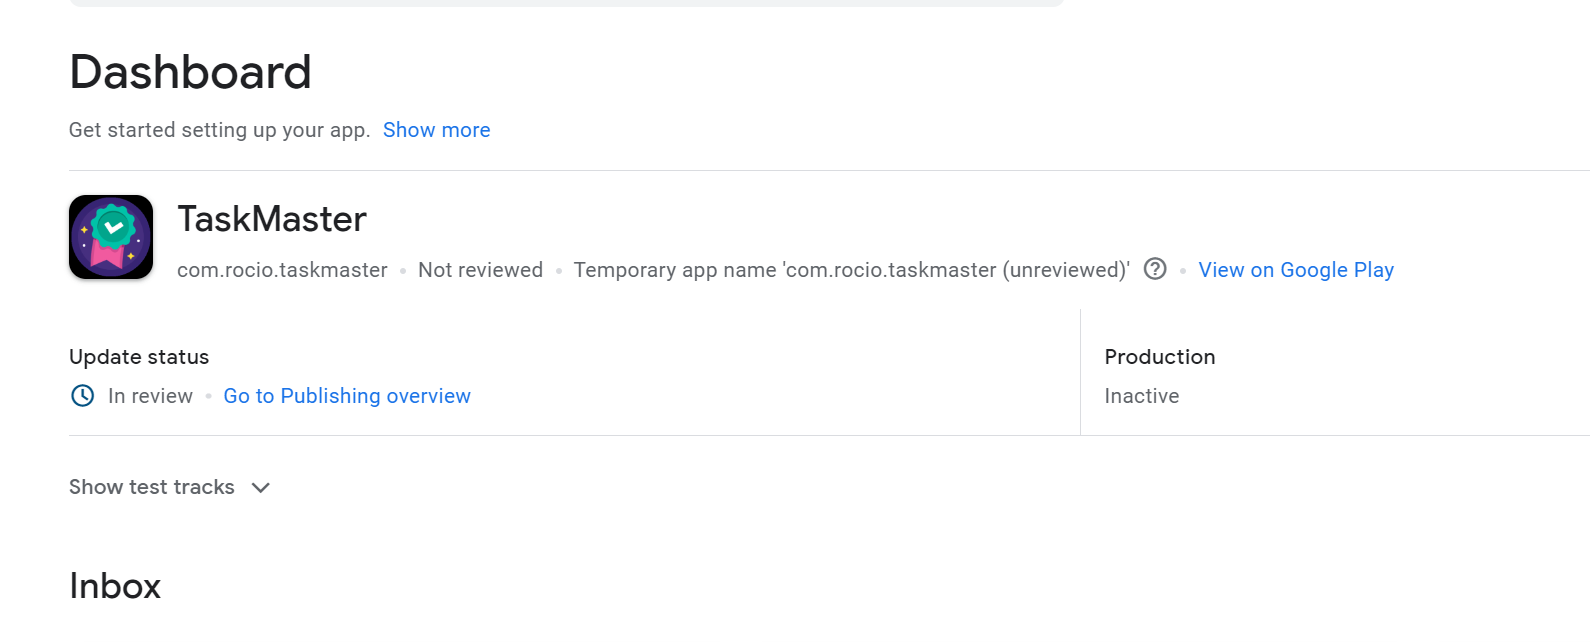 Dashboard
Get started setting up your app. Show more
TaskMaster
com.rocio.taskmaster • Not reviewed • Temporary app name 'com.rocio.taskmaster (unreviewed)' • View on Google Play
Update status
In review • Go to Publishing overview
Production
Inactive
Show test tracks
Inbox